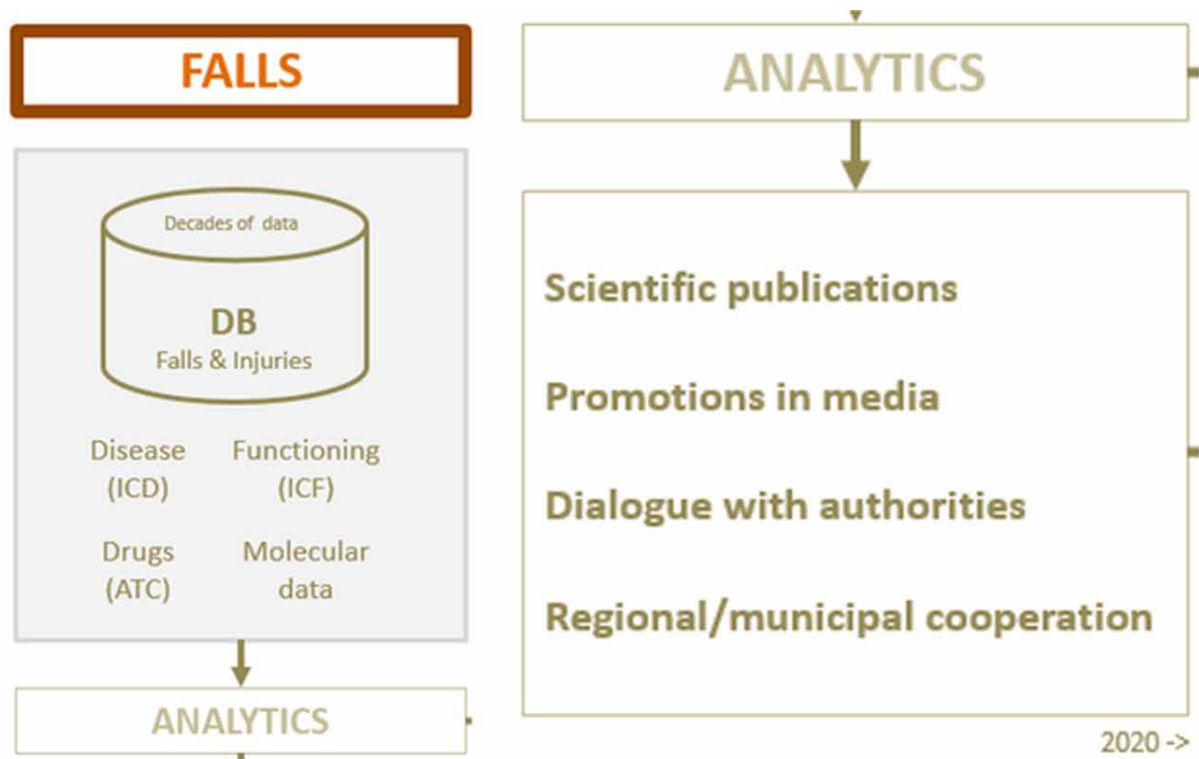 FALLS
Decades of data
DB
Falls & Injuries
Disease
(ICD)
Functioning
(ICF)
Drugs
(ATC)
Molecular
data
ANALYTICS
ANALYTICS
Scientific publications
Promotions in media
Dialogue with authorities
Regional/municipal cooperation
2020 ->